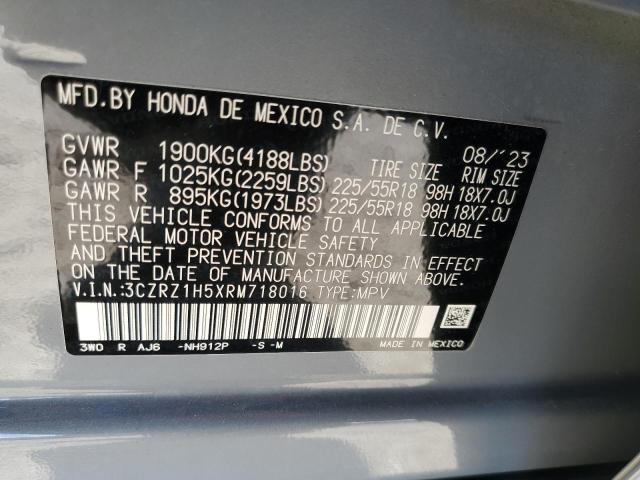 MFD.BY HONDA DE MEXICO S.A. DE C.V.
08/'23
GVWR 1900KG(4188LBS) TIRE SIZE RIM SIZE
GAWR F 1025KG(2259LBS) 225/55R18 98H 18X7.0J
GAWR R 895KG(1973LBS) 225/55R18 98H 18X7.0J
THIS VEHICLE CONFORMS TO ALL APPLICABLE
FEDERAL MOTOR VEHICLE SAFETY
AND THEFT PREVENTION STANDARDS IN EFFECT
ON THE DATE OF MANUFACTURE SHOWN ABOVE.
V.I.N.:3CZRZ1H5XRM718016 TYPE:MPV
3W0 R AJ6 -NH912P -S -M MADE IN MEXICO